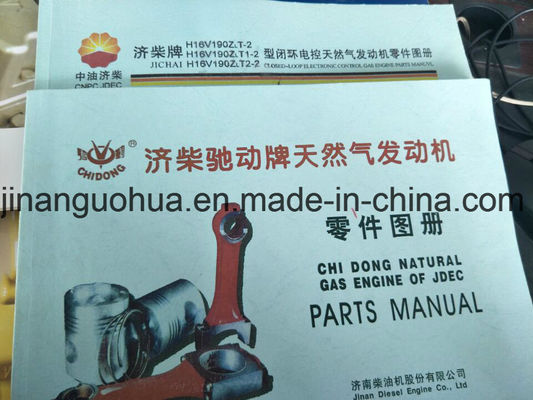 济柴牌
JICHAI
H16V190ZLT-2
H16V190ZLT1-2
H16V190ZLT2-2
型闭环电控天然气发动机零件图册
CLOSED-LOOP ELECTRONIC CONTROL GAS ENGINE PARTS MANUVL
中油济柴
CNPC JDEC
CHIDONG
®
济柴驰动牌天然气发动机
jinanguohua.en.made-in-china.com
零件图册
CHI DONG NATURAL
GAS ENGINE OF JDEC
PARTS MANUAL
济南柴油机股份有限公司
Jinan Diesel Engine Co., Ltd